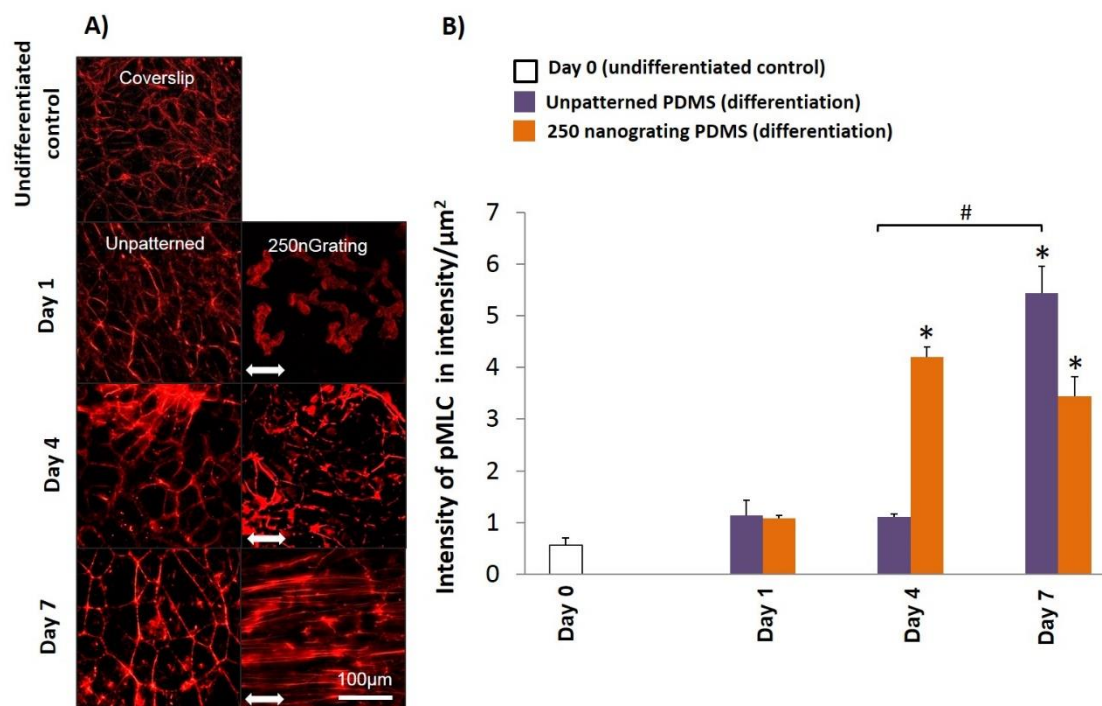 A)
Undifferentiated
control
Coverslip
Day 1
Unpatterned
250nGrating
Day 4
Day 7
100µm
B)
Day 0 (undifferentiated control)
Unpatterned PDMS (differentiation)
250 nanograting PDMS (differentiation)
Intensity of pMLC in intensity/µm²
7
6
5
4
3
2
1
0
#
*
*
*
Day 0
Day 1
Day 4
Day 7